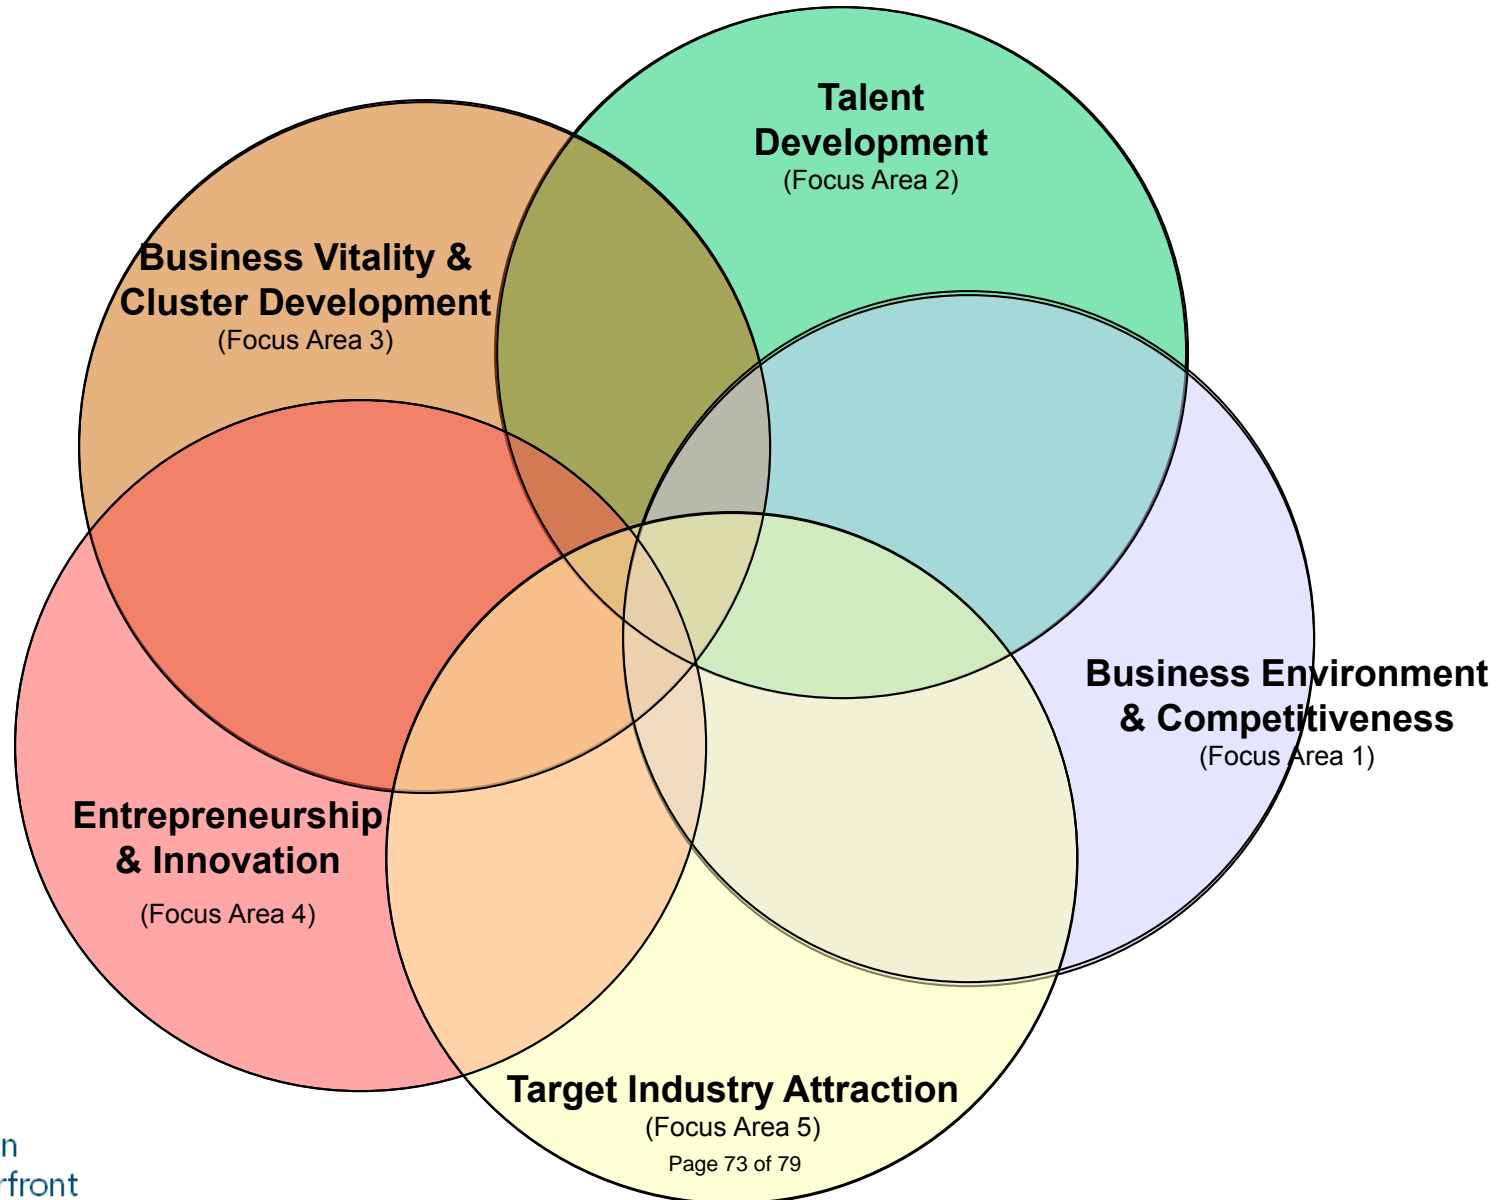 Talent
Development
(Focus Area 2)
Business Vitality &
Cluster Development
(Focus Area 3)
Business Environment
& Competitiveness
(Focus Area 1)
Entrepreneurship
& Innovation
(Focus Area 4)
Target Industry Attraction
(Focus Area 5)
Page 73 of 79
n
rfront